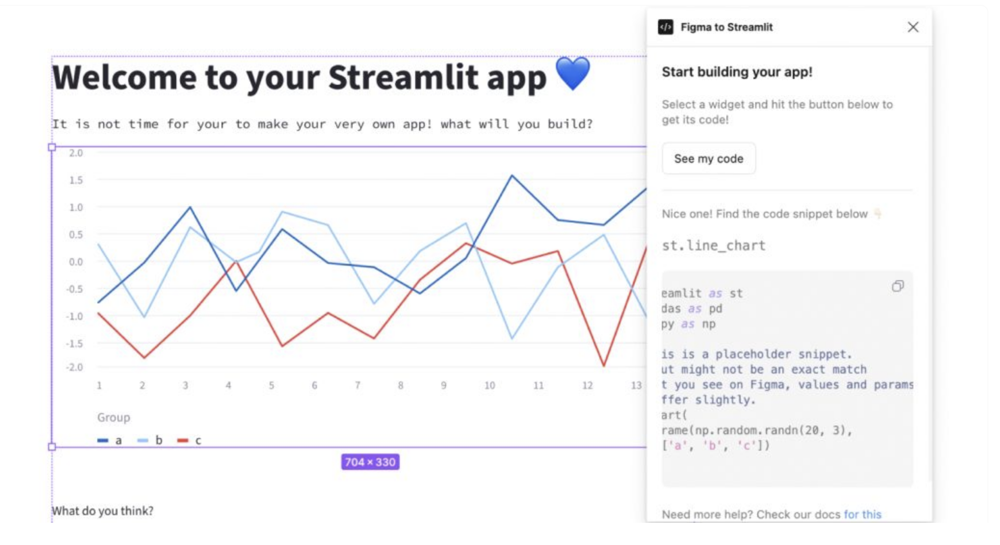 Welcome to your Streamlit app 💙
It is not time for your to make your very own app! what will you build?
2.0
1.5
1.0
0.5
0.0
-0.5
-1.0
-1.5
-2.0
1 2 3 4 5 6 7 8 9 10 11 12 13
Group
a b c
704 × 330
What do you think?
</> Figma to Streamlit
Start building your app!
Select a widget and hit the button below to
get its code!
See my code
Nice one! Find the code snippet below 👇🏻
st.line_chart
eamlit as st
das as pd
py as np
is is a placeholder snippet.
ut might not be an exact match
t you see on Figma, values and params
ffer slightly.
art(
rame(np.random.randn(20, 3),
['a', 'b', 'c'])
Need more help? Check our docs for this